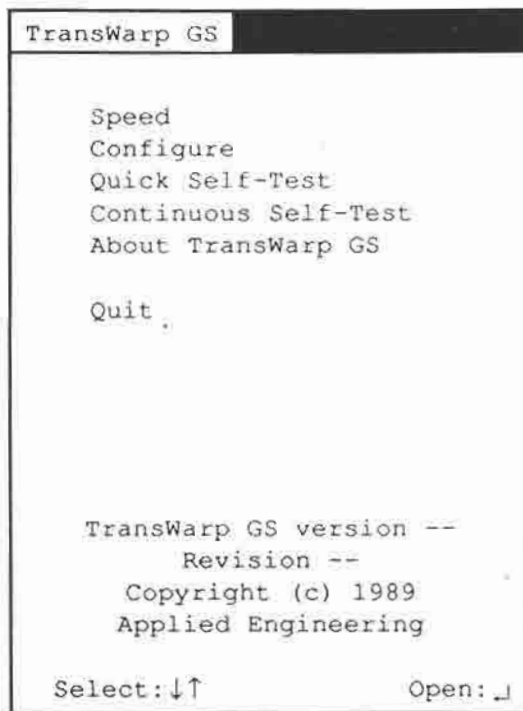 TransWarp GS
Speed
Configure
Quick Self-Test
Continuous Self-Test
About TransWarp GS
Quit
TransWarp GS version --
Revision --
Copyright (c) 1989
Applied Engineering
Select:↓↑ Open:↵